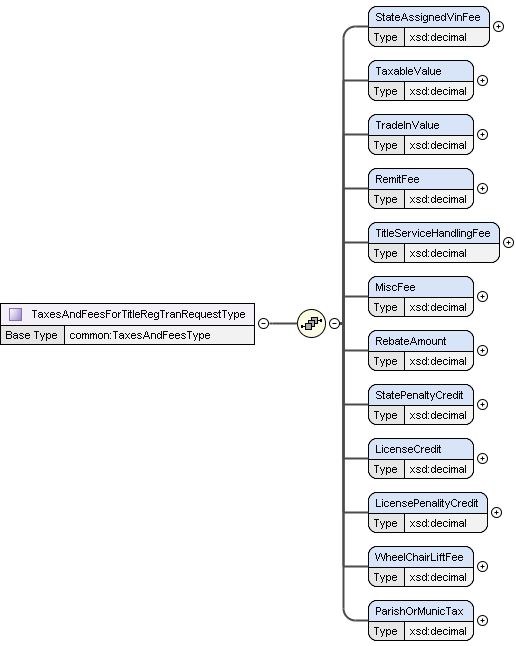 TaxesAndFeesForTitleRegTranRequestType
Base Type common:TaxesAndFeesType
StateAssignedVinFee
Type xsd:decimal
TaxableValue
Type xsd:decimal
TradeInValue
Type xsd:decimal
RemitFee
Type xsd:decimal
TitleServiceHandlingFee
Type xsd:decimal
MiscFee
Type xsd:decimal
RebateAmount
Type xsd:decimal
StatePenaltyCredit
Type xsd:decimal
LicenseCredit
Type xsd:decimal
LicensePenalityCredit
Type xsd:decimal
WheelChairLiftFee
Type xsd:decimal
ParishOrMunicTax
Type xsd:decimal